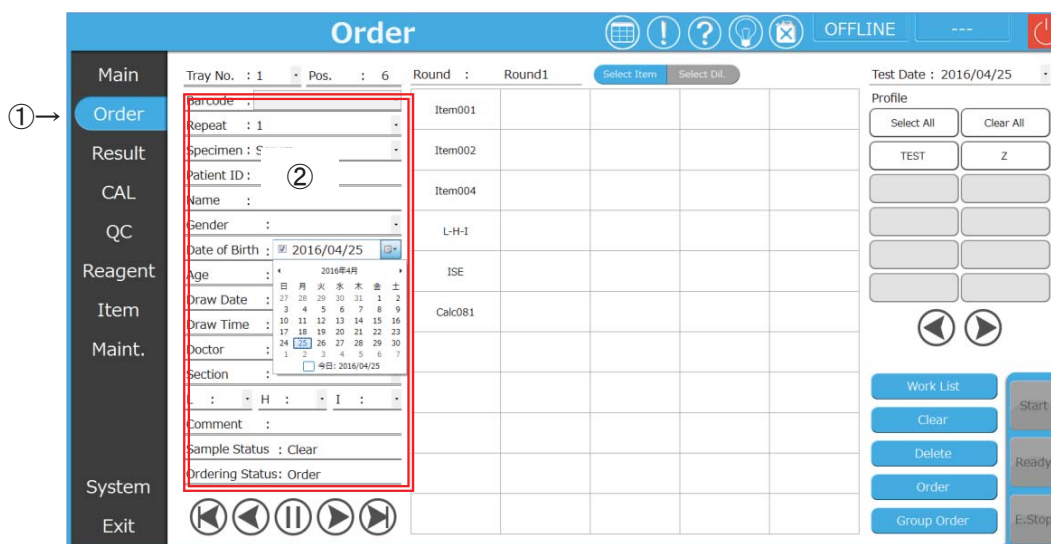 Order
OFFLINE
---
①→
Main
Order
Result
CAL
QC
Reagent
Item
Maint.
System
Exit
Tray No. : 1 Pos. : 6
Barcode :
Repeat : 1
Specimen :
Patient ID :
②
Name :
Gender :
Date of Birth : 2016/04/25
Age :
Draw Date :
Draw Time :
Doctor :
Section :
L : H : I :
Comment :
Sample Status : Clear
Ordering Status: Order
2016年4月
日 月 火 水 木 金 土
27 28 29 30 31 1 2
3 4 5 6 7 8 9
10 11 12 13 14 15 16
17 18 19 20 21 22 23
24 25 26 27 28 29 30
1 2 3 4 5 6 7
今日: 2016/04/25
Round : Round1
Select Item Select Dil.
Item001
Item002
Item004
L-H-I
ISE
Calc081
Test Date : 2016/04/25
Profile
Select All Clear All
TEST Z
Work List
Clear
Delete
Order
Group Order
Start
Ready
E.Stop